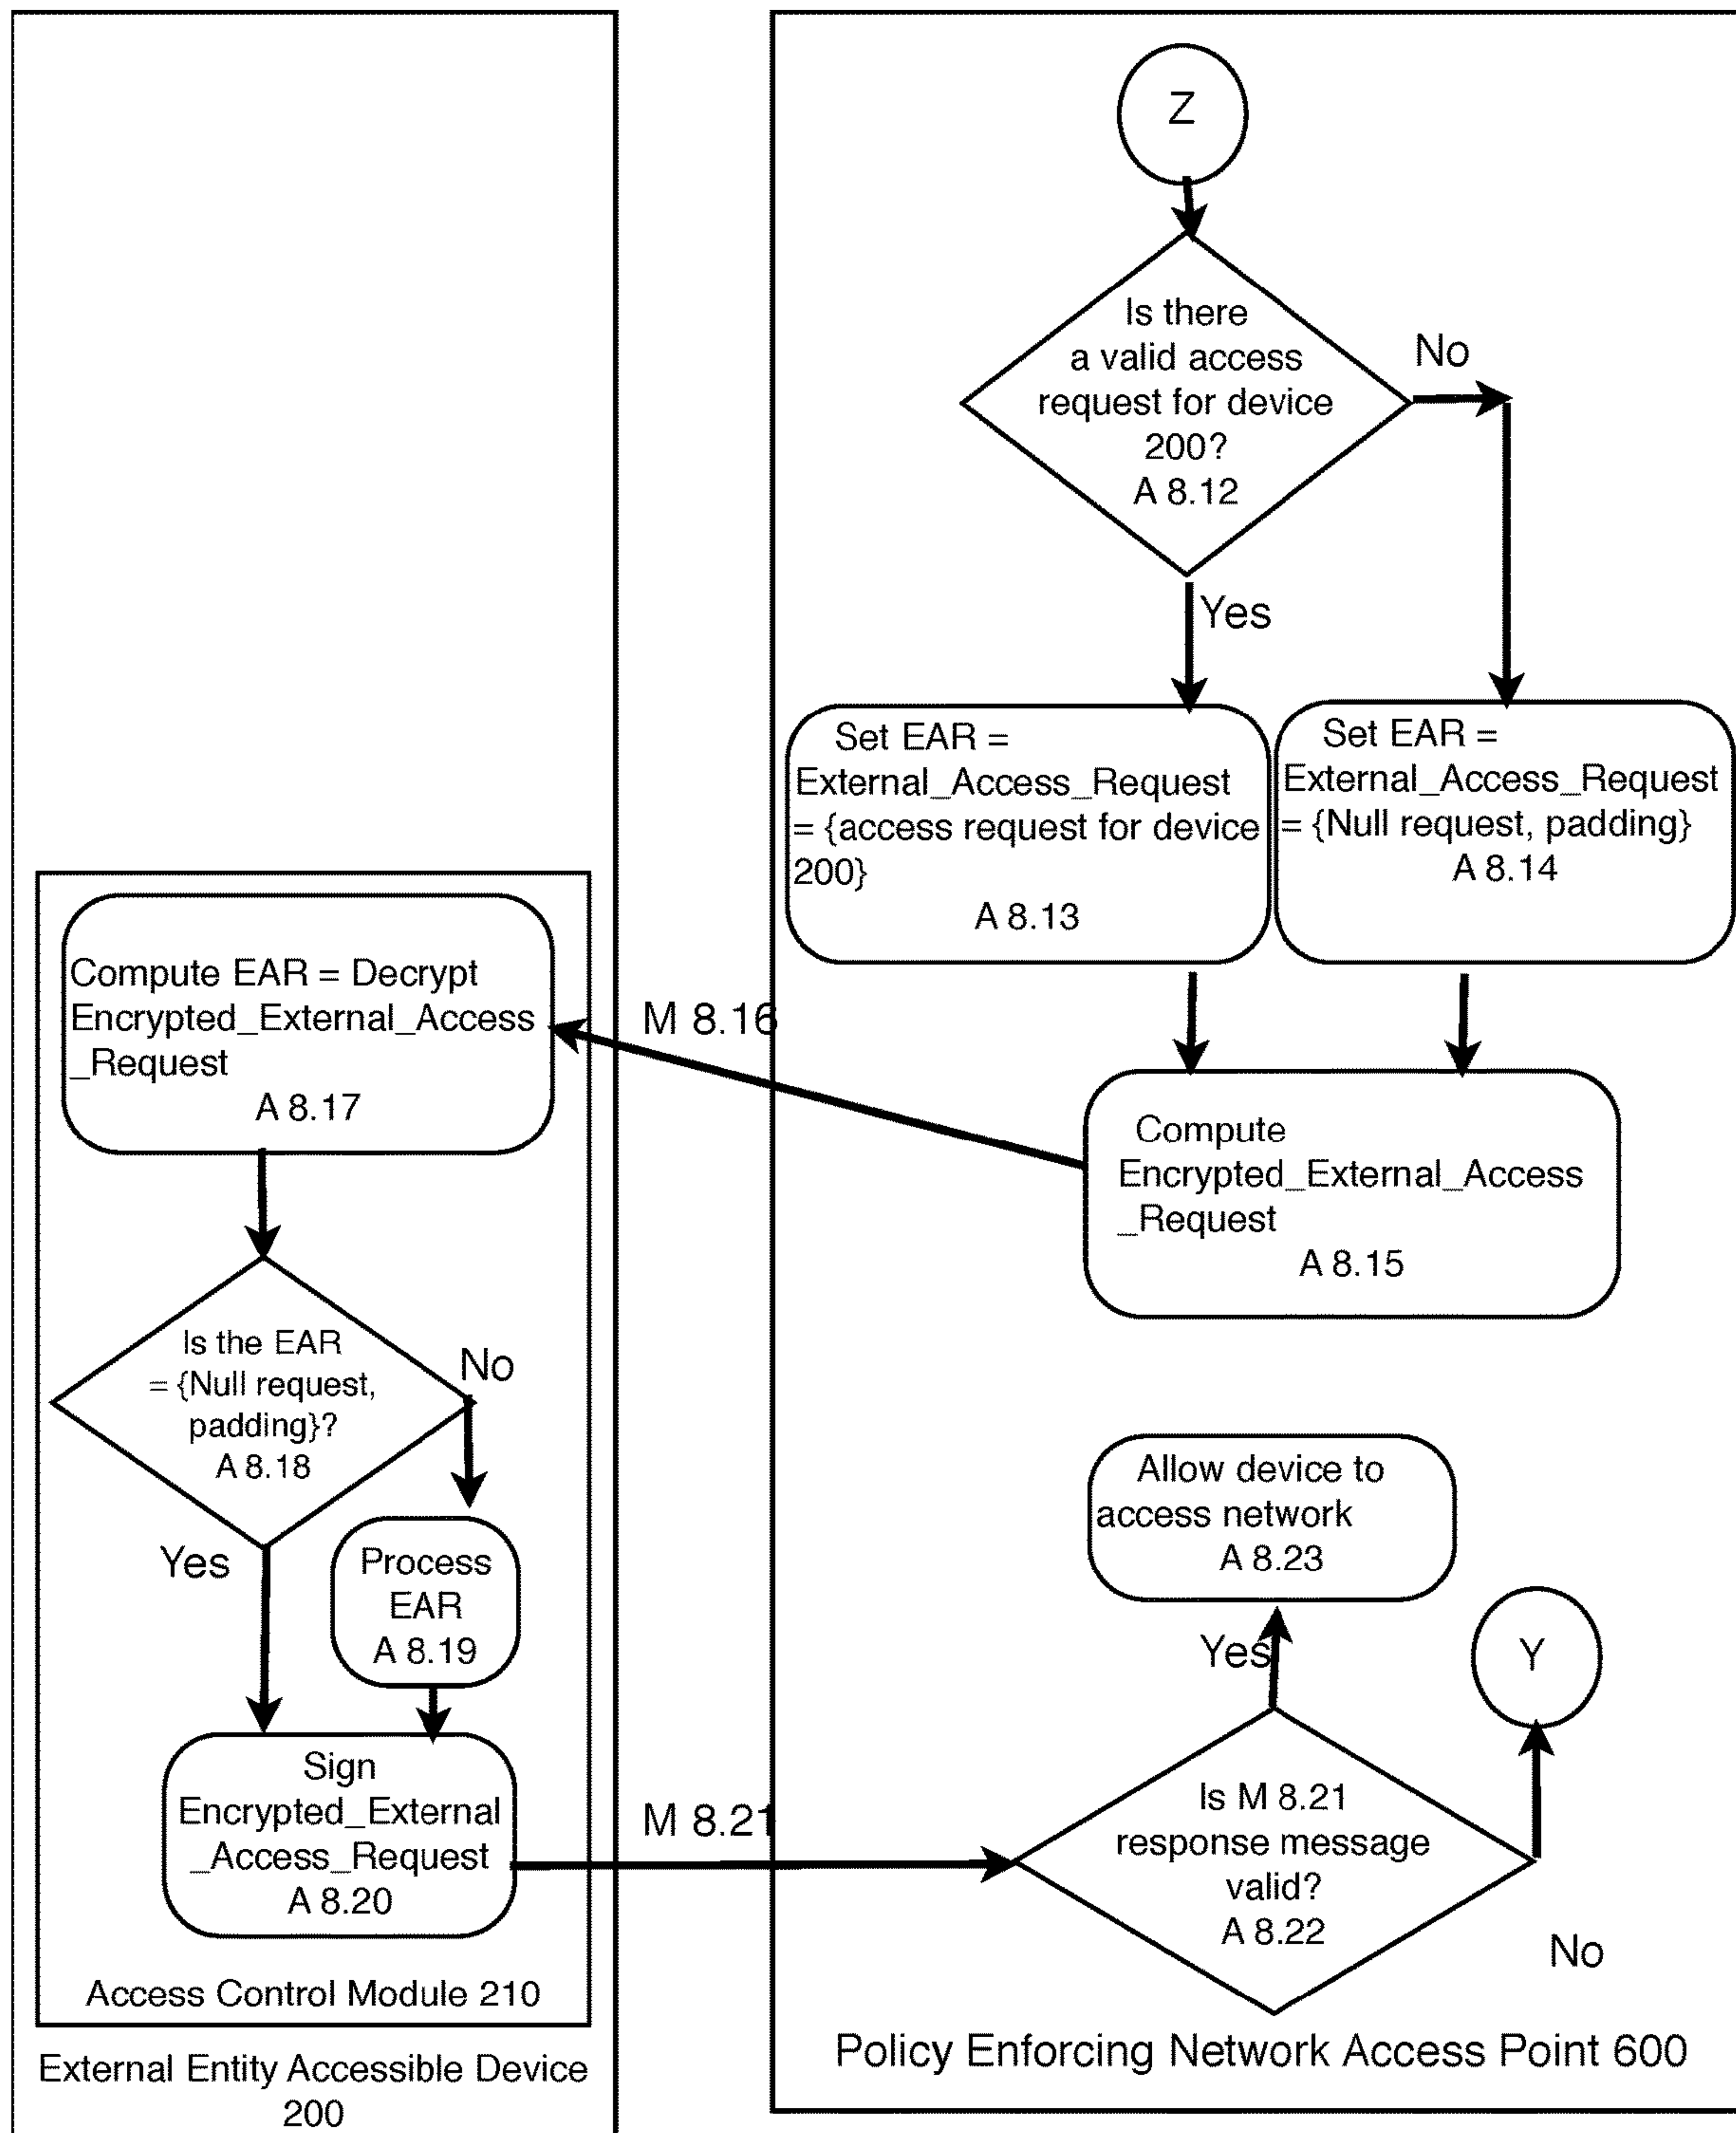 Z
Is there
a valid access
request for device
200?
A 8.12
No
Yes
Set EAR =
External_Access_Request
= {access request for device
200}
A 8.13
Set EAR =
External_Access_Request
= {Null request, padding}
A 8.14
Compute
Encrypted_External_Access
_Request
A 8.15
M 8.16
Compute EAR = Decrypt
Encrypted_External_Access
_Request
A 8.17
Is the EAR
= {Null request,
padding}?
A 8.18
No
Yes
Process
EAR
A 8.19
Sign
Encrypted_External
_Access_Request
A 8.20
Access Control Module 210
External Entity Accessible Device
200
M 8.21
Allow device to
access network
A 8.23
Yes
Y
Is M 8.21
response message
valid?
A 8.22
No
Policy Enforcing Network Access Point 600